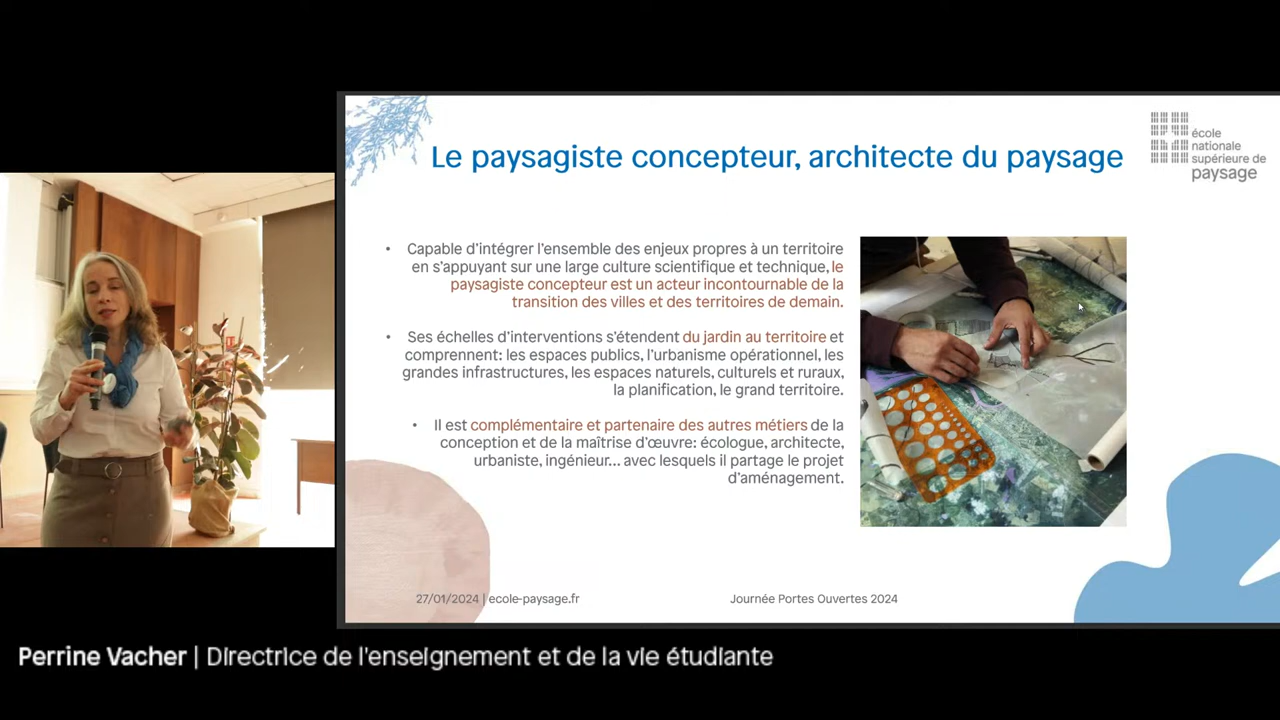 Le paysagiste concepteur, architecte du paysage
école
nationale
supérieure de
paysage
• Capable d'intégrer l'ensemble des enjeux propres à un territoire
en s'appuyant sur une large culture scientifique et technique, le
paysagiste concepteur est un acteur incontournable de la
transition des villes et des territoires de demain.
• Ses échelles d'interventions s'étendent du jardin au territoire et
comprennent: les espaces publics, l'urbanisme opérationnel, les
grandes infrastructures, les espaces naturels, culturels et ruraux,
la planification, le grand territoire.
• Il est complémentaire et partenaire des autres métiers de la
conception et de la maîtrise d'œuvre: écologue, architecte,
urbaniste, ingénieur... avec lesquels il partage le projet
d'aménagement.
27/01/2024 | ecole-paysage.fr
Journée Portes Ouvertes 2024
Perrine Vacher | Directrice de l'enseignement et de la vie étudiante